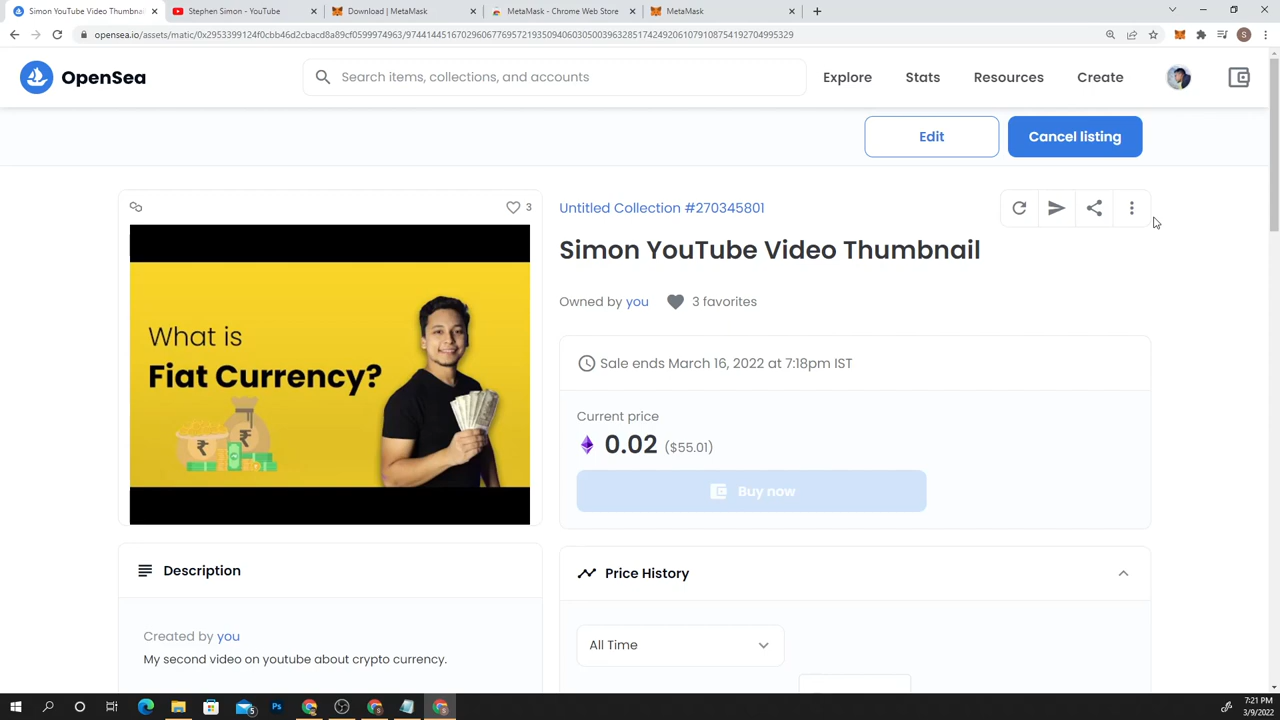 Simon YouTube Video Thumbnai
Stephen Simon - YouTube
Download | MetaMask
MetaMask - Chrome Web Store
MetaMask
opensea.io/assets/matic/0x2953399124f0cbb46d2cbacd8a89cf0599974963/97441445167029606776957219350940603050039632851742492061079108754192704995329
S
OpenSea
Search items, collections, and accounts
Explore
Stats
Resources
Create
Edit
Cancel listing
3
Untitled Collection #270345801
Simon YouTube Video Thumbnail
Owned by you
3 favorites
What is
Fiat Currency?
Sale ends March 16, 2022 at 7:18pm IST
Current price
0.02 ($55.01)
Buy now
Description
Price History
Created by you
My second video on youtube about crypto currency.
All Time
Ps
5
7:21 PM
3/9/2022